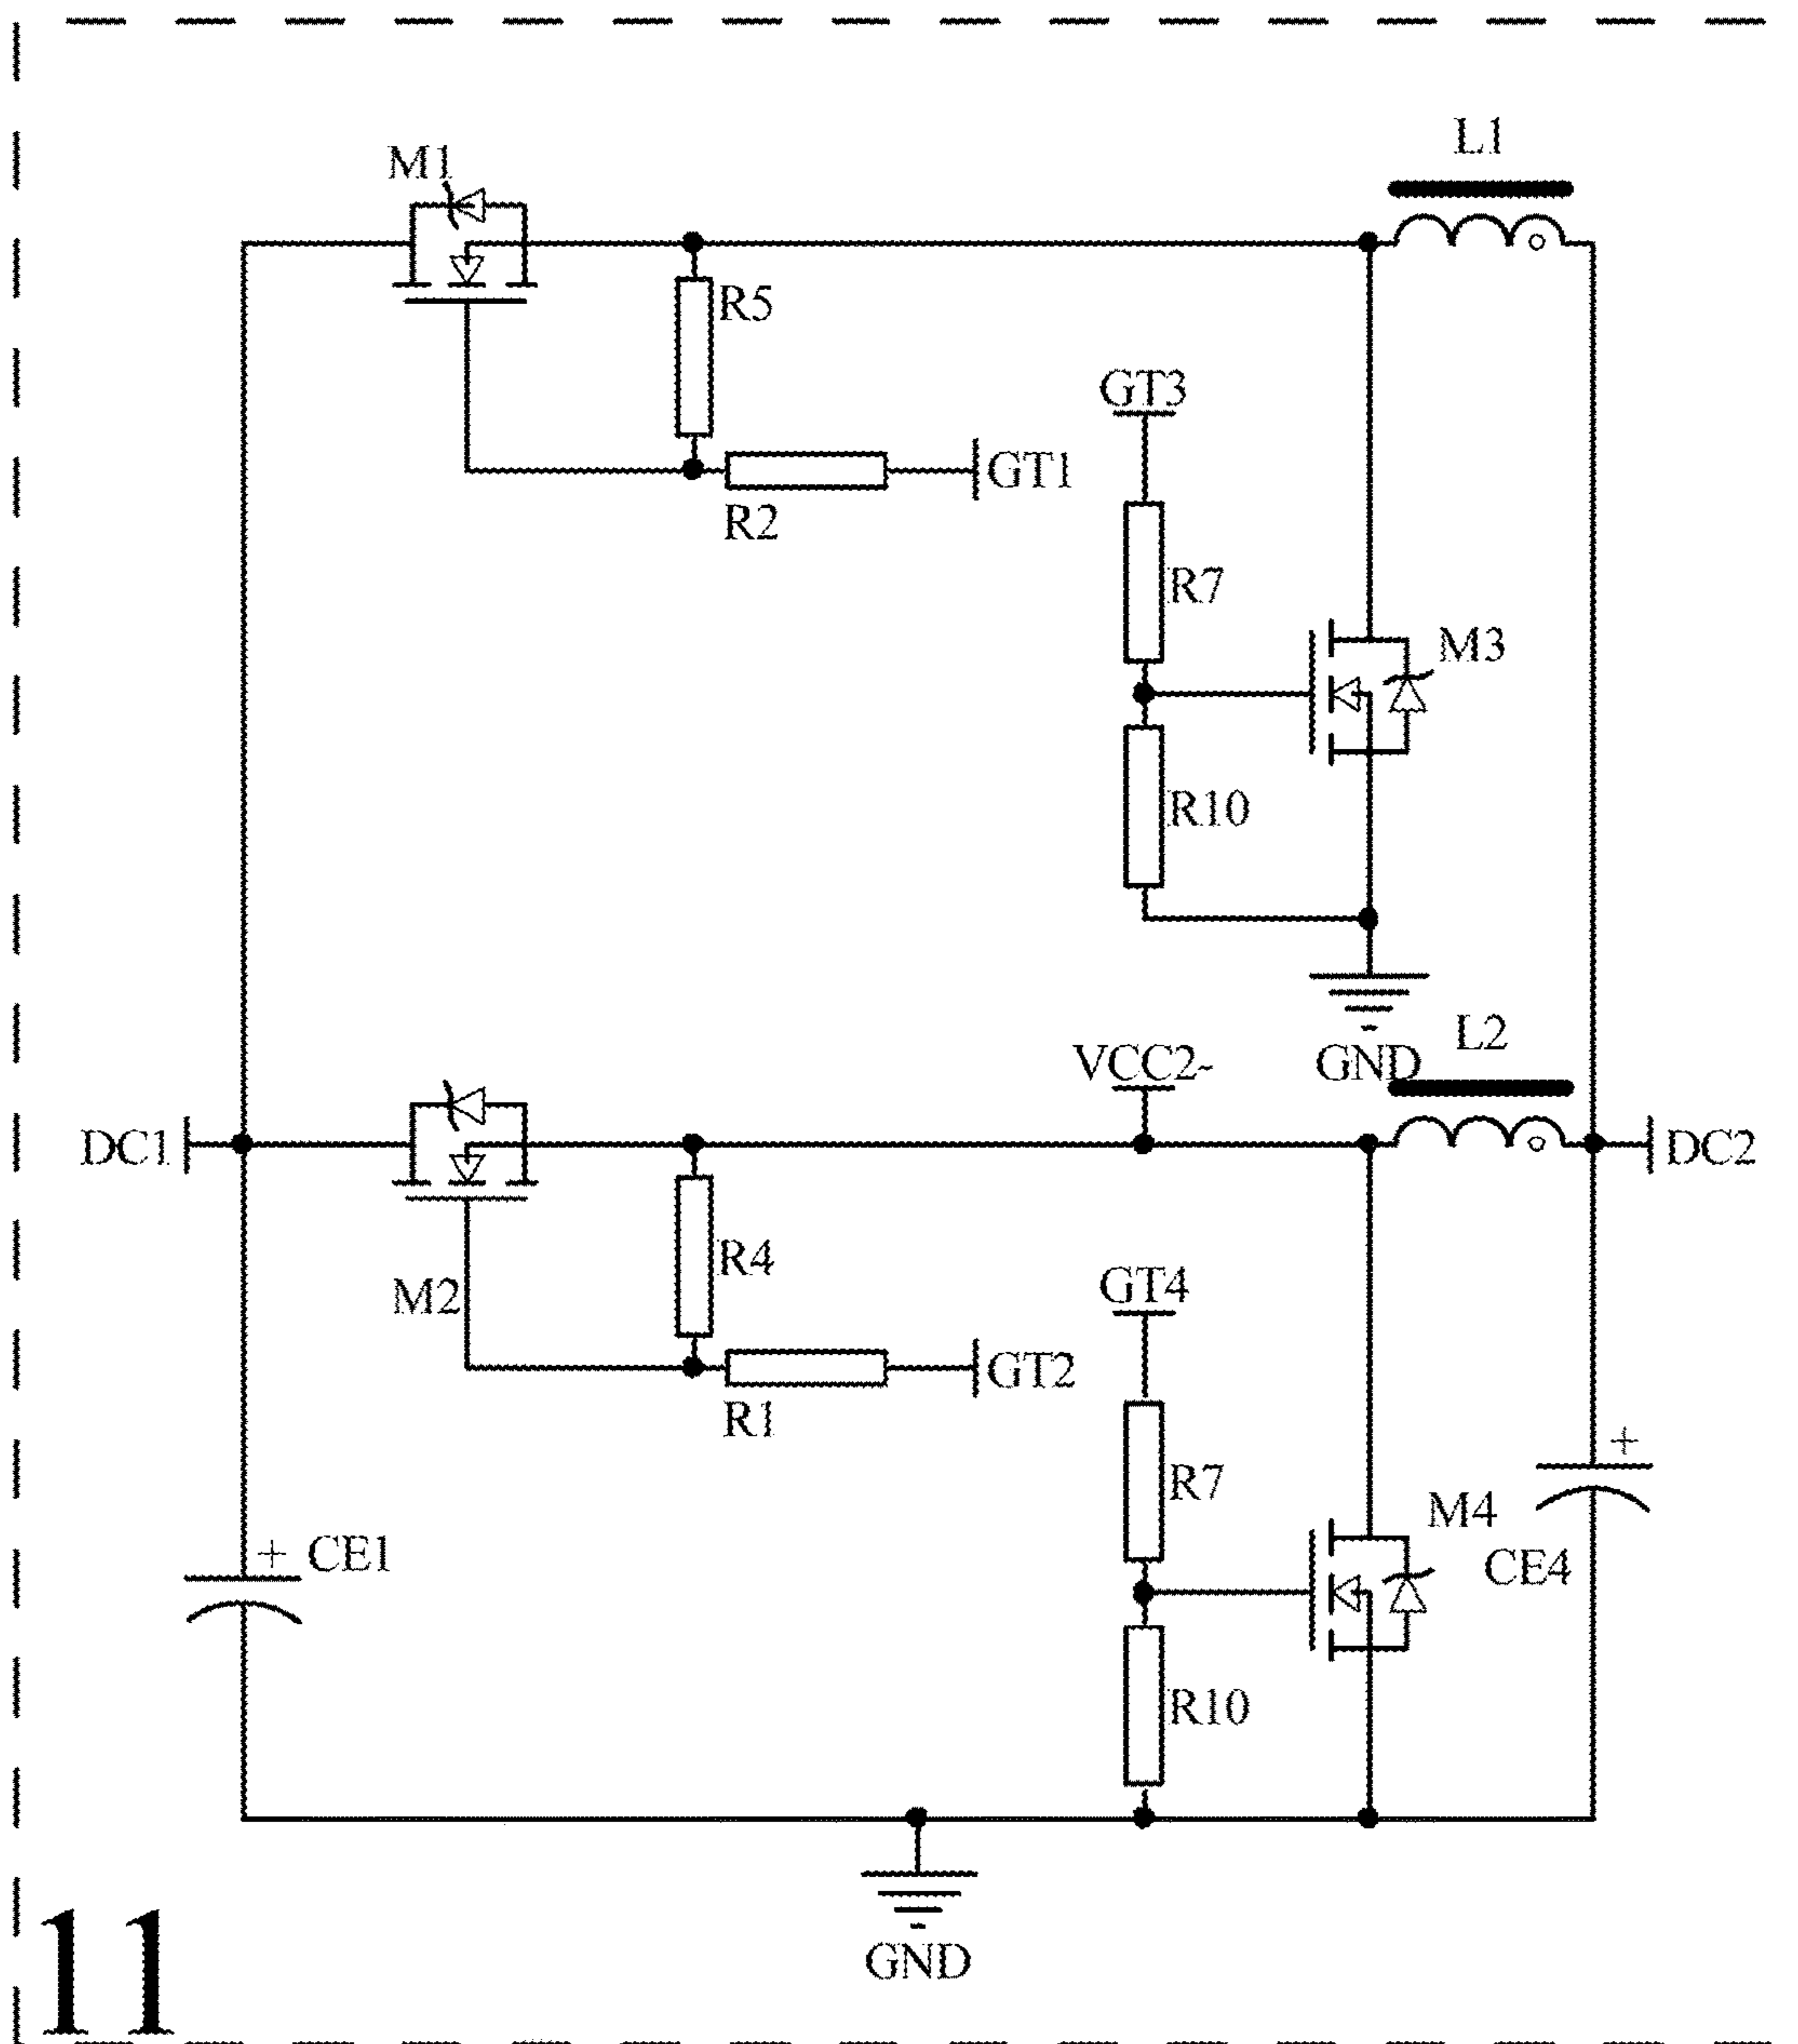 L1
M1
R5
GT3
GT1
R2
R7
M3
R10
L2
VCC2-
GND
DC1
DC2
R4
GT4
M2
GT2
R1
R7
+
M4
+ CE1
CE4
R10
GND
11